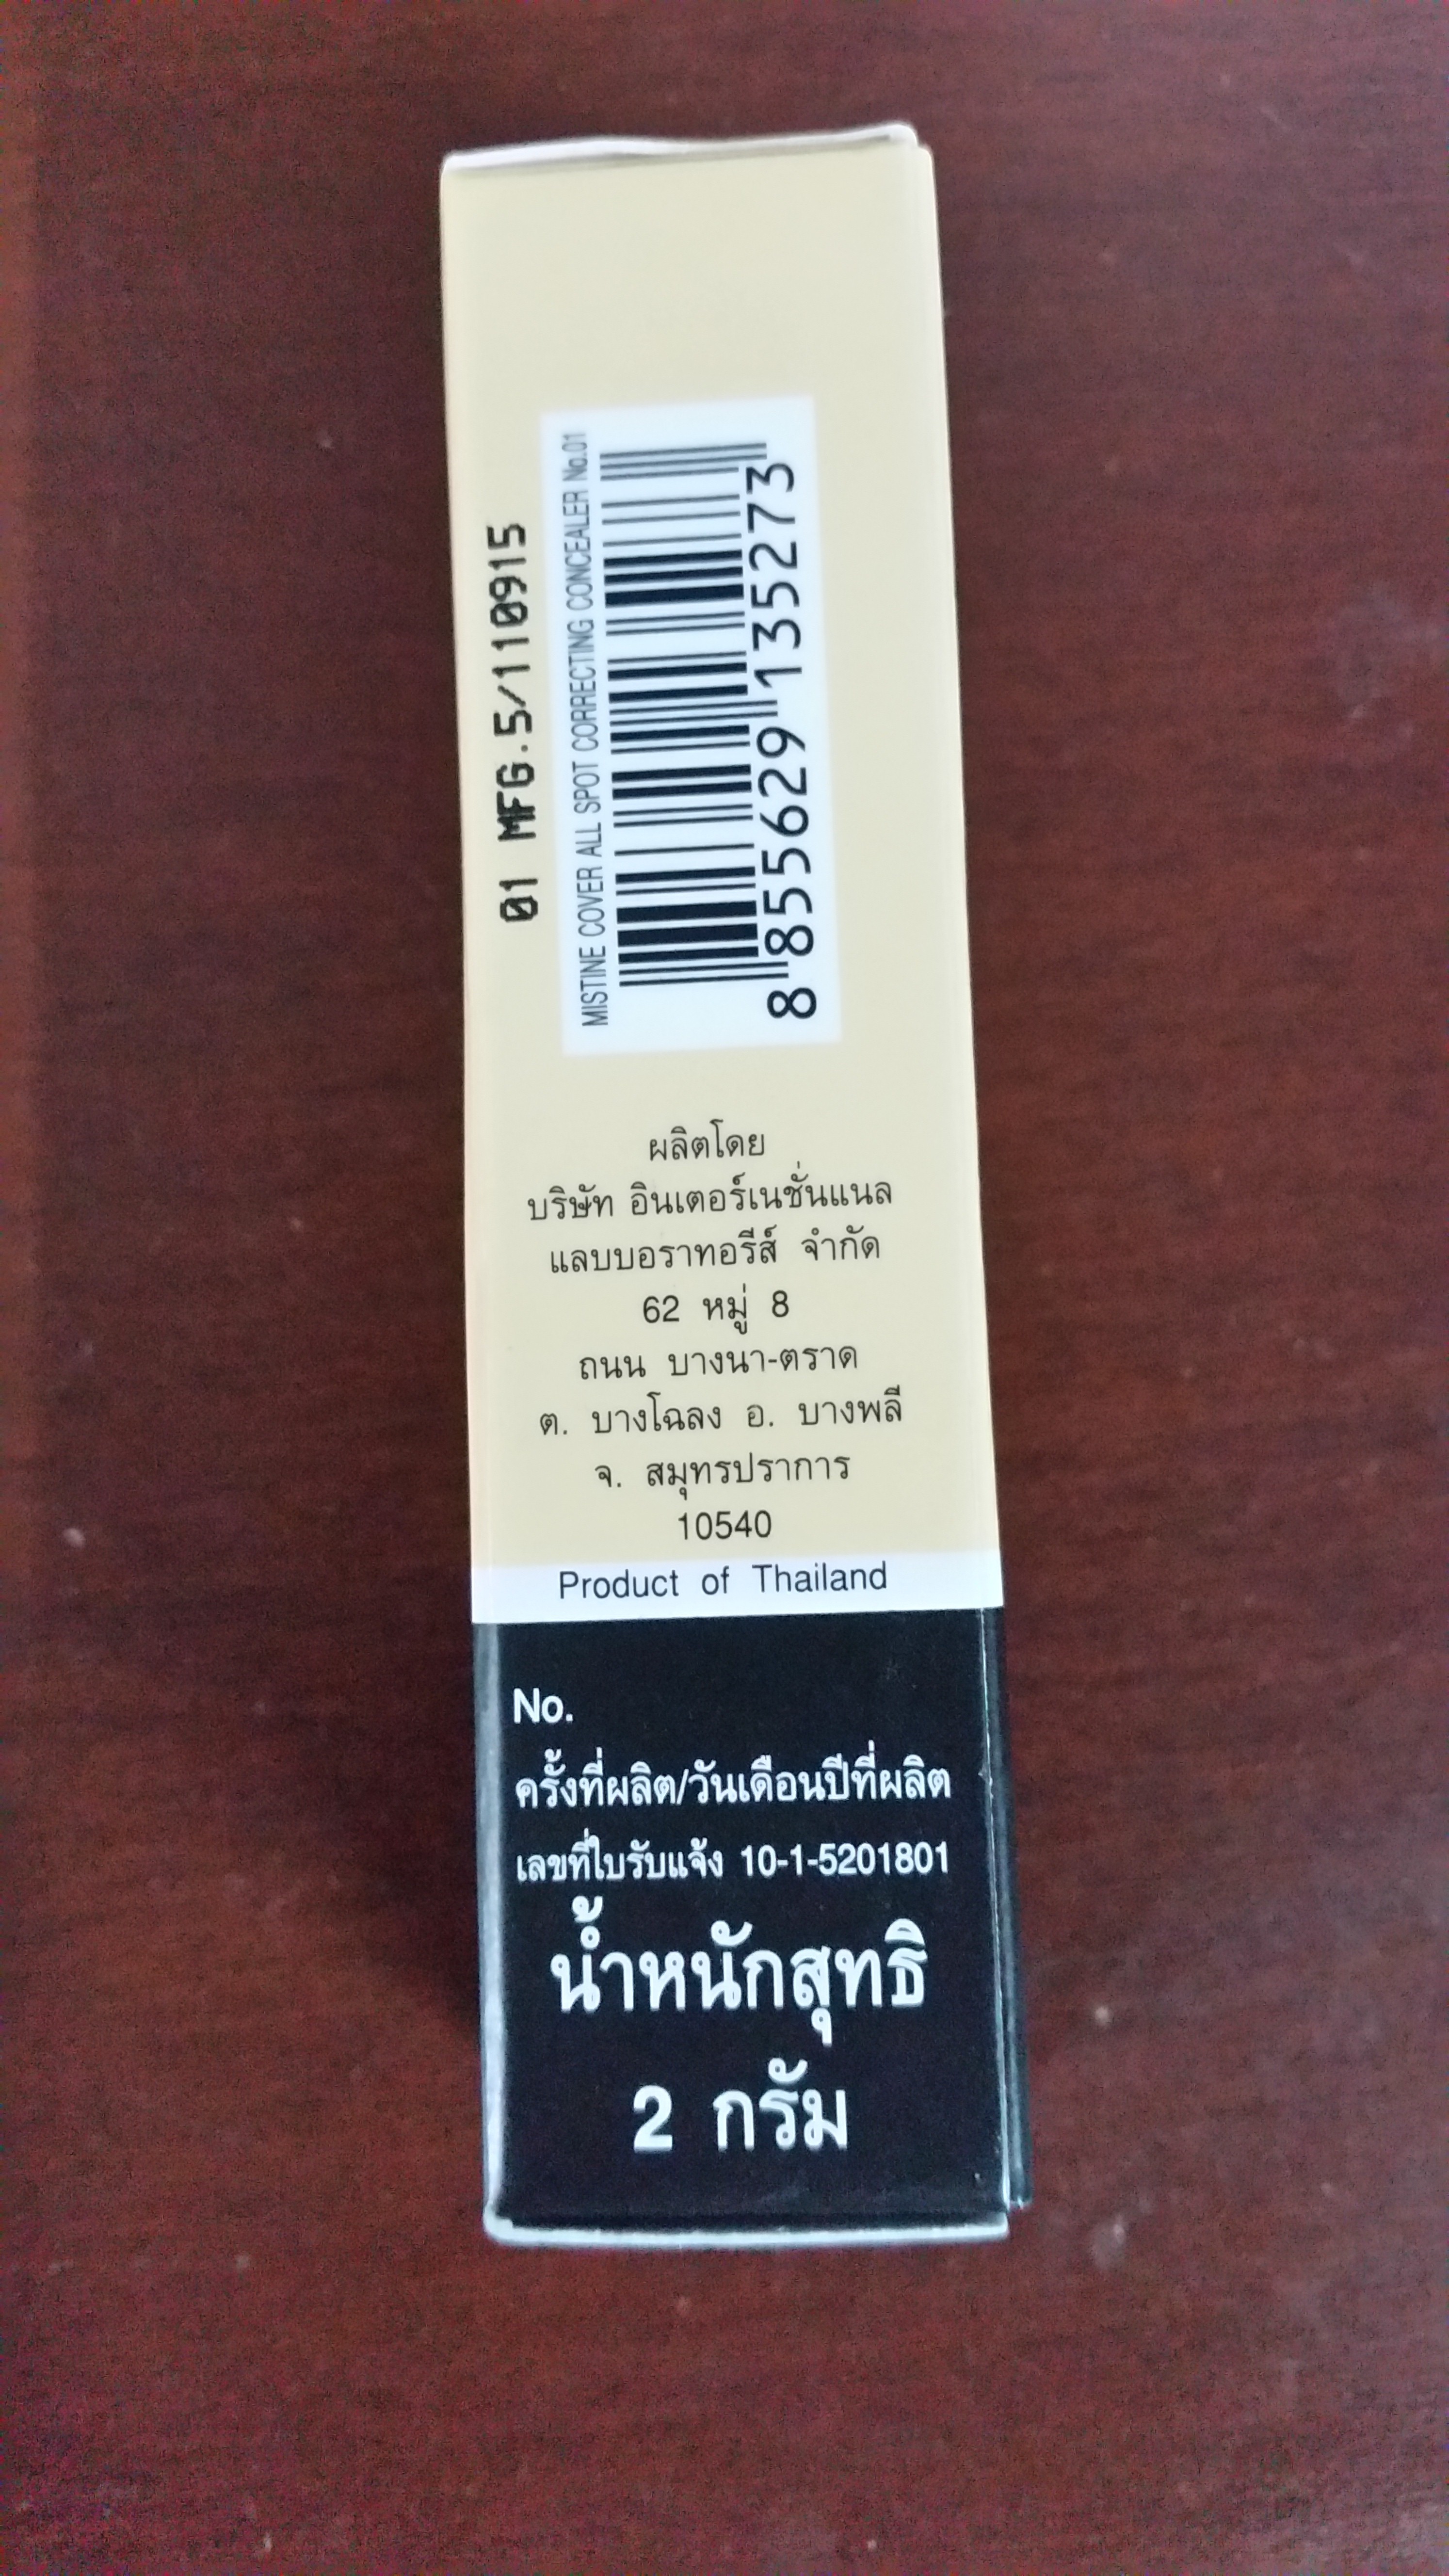 01 MFG.5/110915
MISTINE COVER ALL SPOT CORRECTING CONCEALER No.01
8 855629 135273
ผลิตโดย
บริษัท อินเตอร์เนชั่นแนล
แลบบอราทอรีส์ จำกัด
62 หมู่ 8
ถนน บางนา-ตราด
ต. บางโฉลง อ. บางพลี
จ. สมุทรปราการ
10540
Product of Thailand
No.
ครั้งที่ผลิต/วันเดือนปีที่ผลิต
เลขที่ใบรับแจ้ง 10-1-5201801
น้ำหนักสุทธิ
2 กรัม